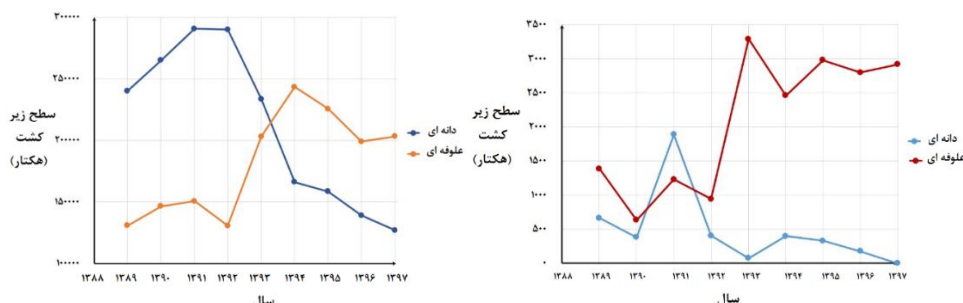 ۳۰۰۰۰۰
۲۵۰۰۰۰
۲۰۰۰۰۰
۱۵۰۰۰۰
۱۰۰۰۰۰
سطح زیر
کشت
(هکتار)
۱۳۸۸ ۱۳۸۹ ۱۳۹۰ ۱۳۹۱ ۱۳۹۲ ۱۳۹۳ ۱۳۹۴ ۱۳۹۵ ۱۳۹۶ ۱۳۹۷
سال
دانه ای
علوفه ای
۳۵۰۰
۳۰۰۰
۲۵۰۰
۲۰۰۰
۱۵۰۰
۱۰۰۰
۵۰۰
۰
سطح زیر
کشت
(هکتار)
۱۳۸۸ ۱۳۸۹ ۱۳۹۰ ۱۳۹۱ ۱۳۹۲ ۱۳۹۳ ۱۳۹۴ ۱۳۹۵ ۱۳۹۶ ۱۳۹۷
سال
دانه ای
علوفه ای